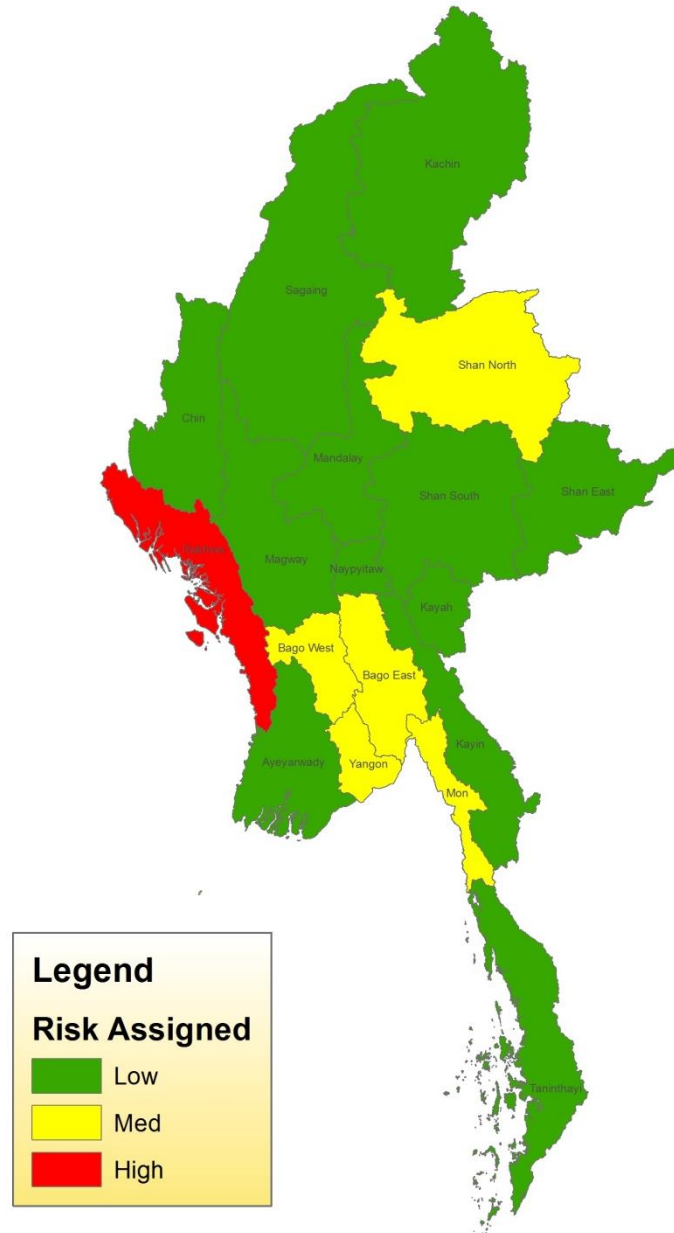 Kachin
Sagaing
Shan North
Chin
Mandalay
Shan South
Shan East
Magway
Naypyitaw
Kayah
Bago West
Bago East
Ayeyarwady
Yangon
Kayin
Mon
Taninthayi
Legend
Risk Assigned
Low
Med
High